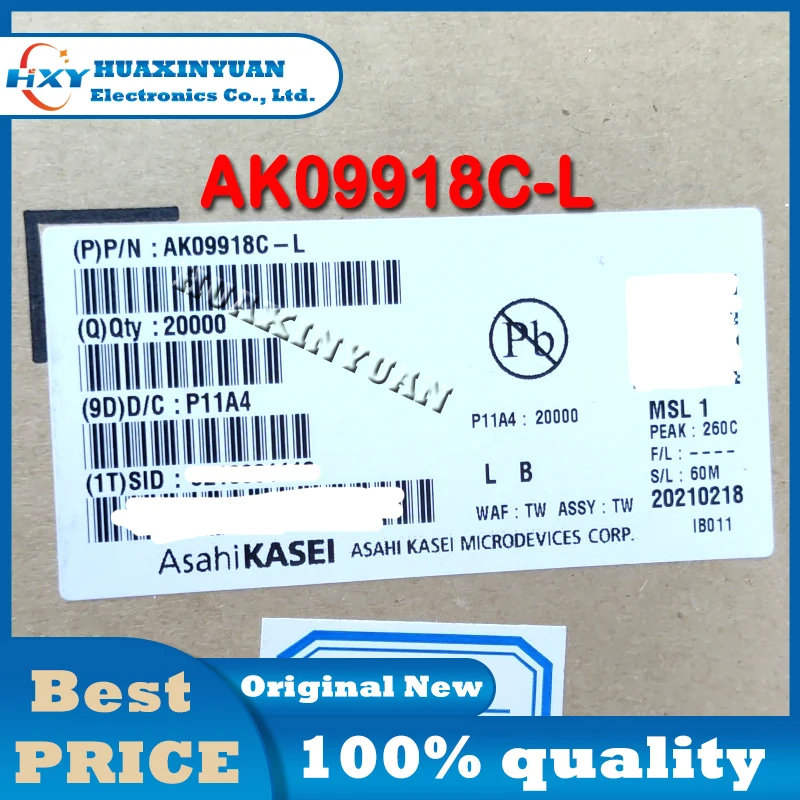 HXY HUAXINYUAN
Electronics Co., Ltd.
AK09918C-L
(P)P/N : AK09918C-L
(Q)Qty : 20000
(9D)D/C : P11A4
(1T)SID :
HUAXINYUAN
Pb
P11A4 : 20000
L B
WAF : TW ASSY : TW
MSL 1
PEAK : 260C
F/L : ----
S/L : 60M
20210218
IB011
AsahiKASEI ASAHI KASEI MICRODEVICES CORP.
Best
PRICE
Original New
100% quality